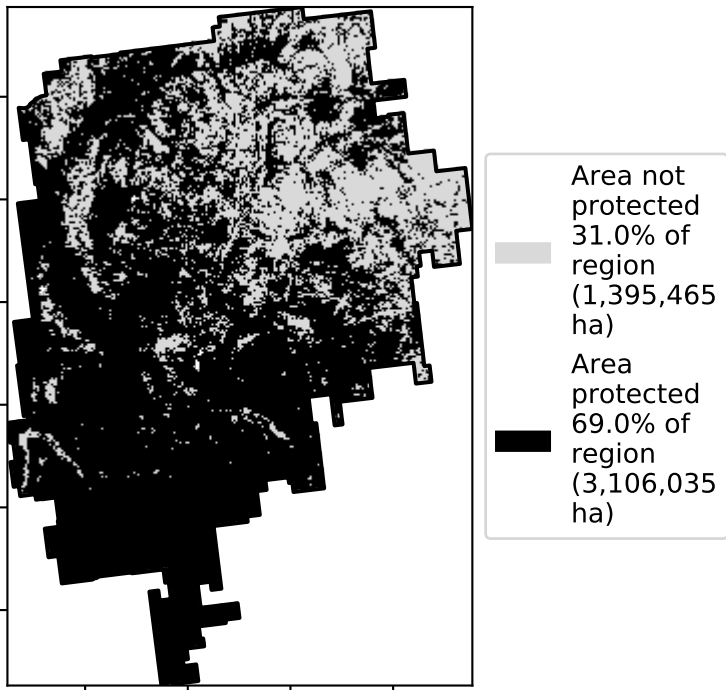 Area not
protected
31.0% of
region
(1,395,465
ha)
Area
protected
69.0% of
region
(3,106,035
ha)